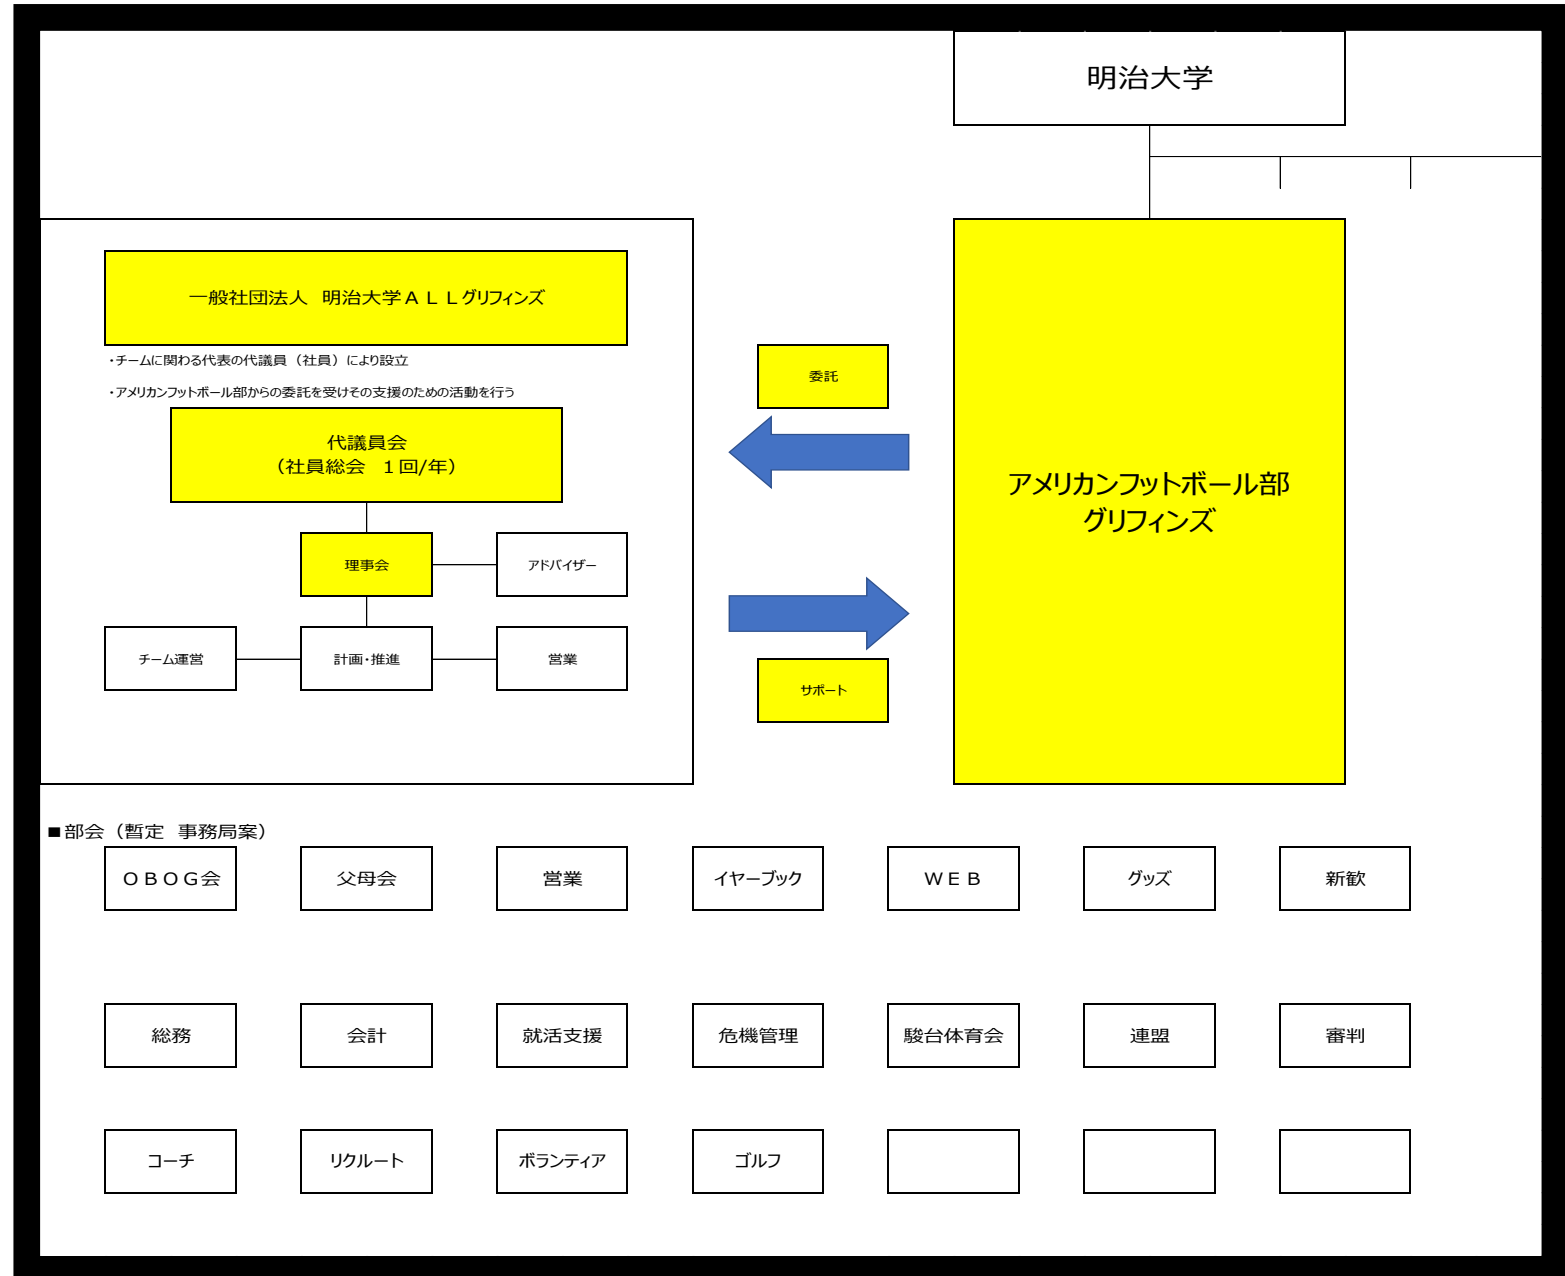 明治大学
一般社団法人　明治大学ＡＬＬグリフィンズ
・チームに関わる代表の代議員（社員）により設立
・アメリカンフットボール部からの委託を受けその支援のための活動を行う
委託
代議員会
（社員総会　１回/年）
アメリカンフットボール部
グリフィンズ
理事会
アドバイザー
チーム運営
計画・推進
営業
サポート
■部会（暫定　事務局案）
ＯＢＯＧ会
父母会
営業
イヤーブック
ＷＥＢ
グッズ
新歓
総務
会計
就活支援
危機管理
駿台体育会
連盟
審判
コーチ
リクルート
ボランティア
ゴルフ